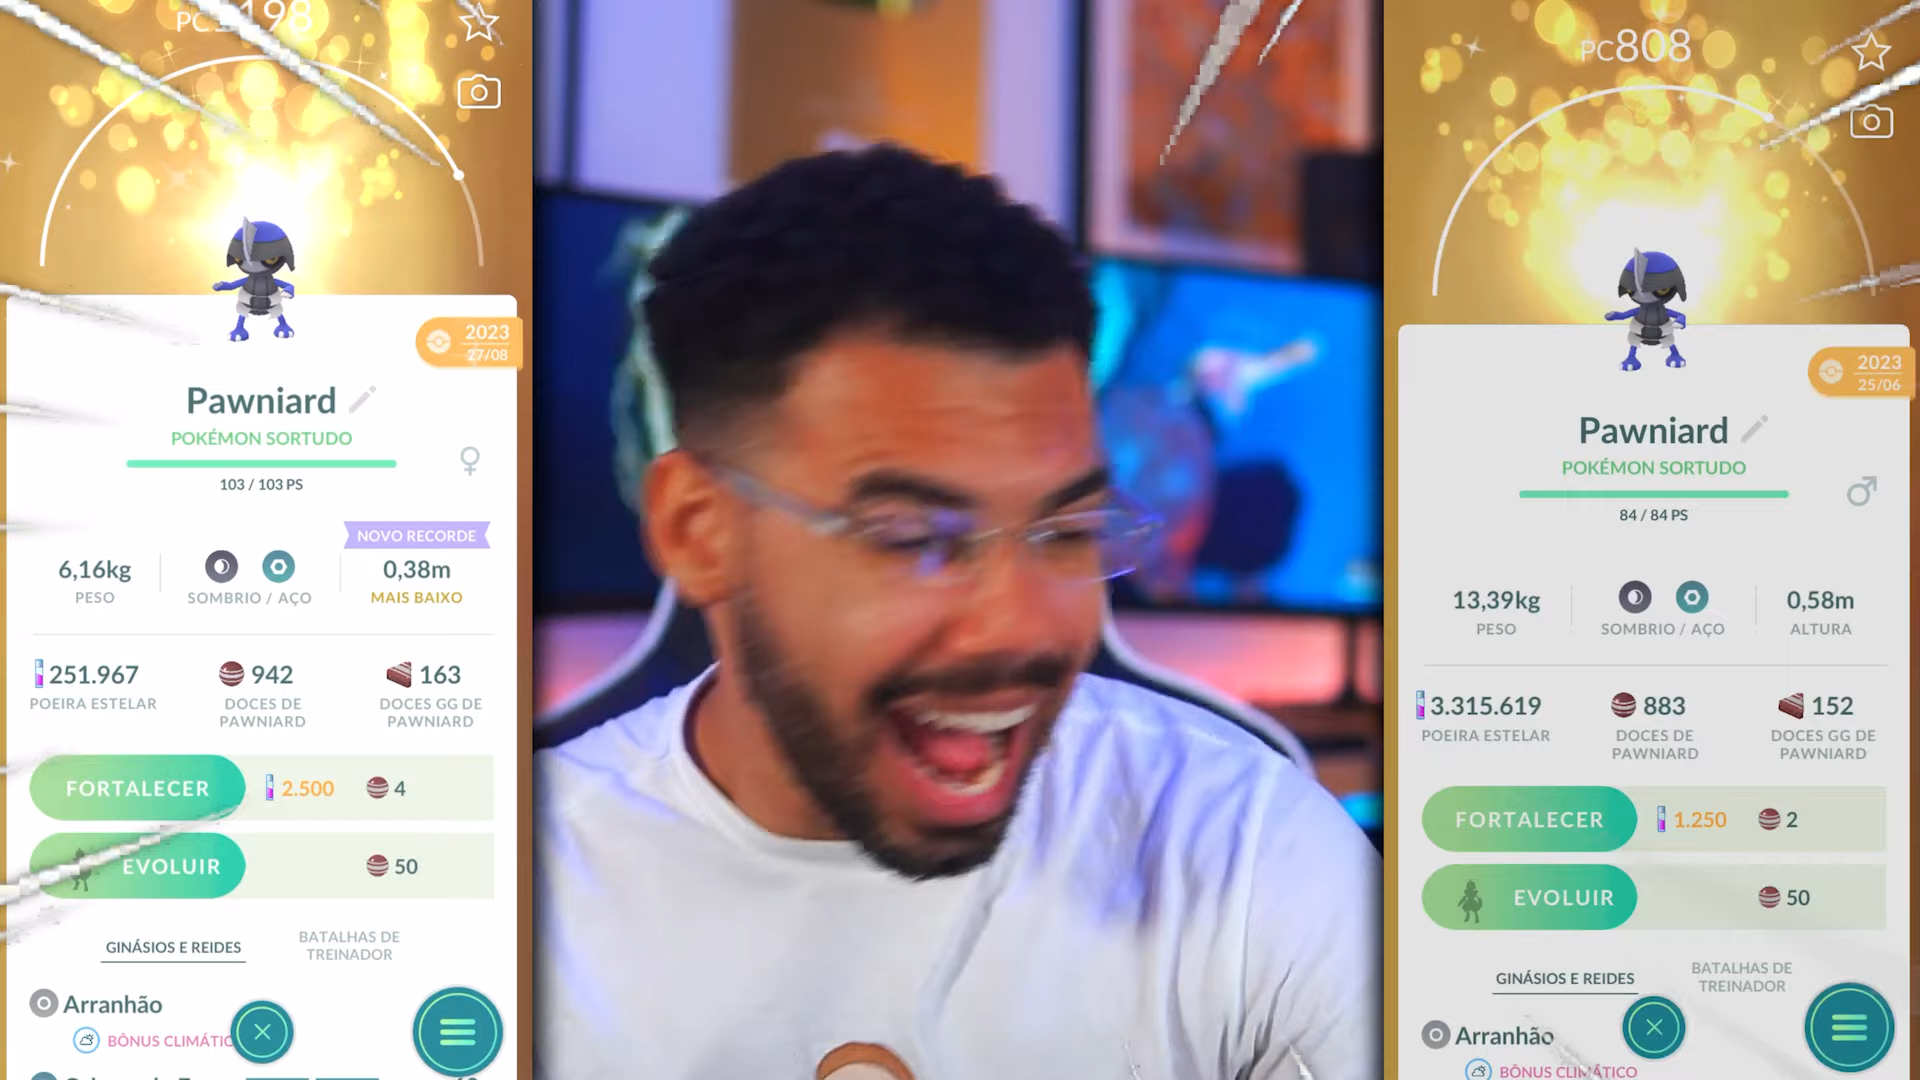 2023
27/08
Pawniard
POKÉMON SORTUDO
103 / 103 PS
NOVO RECORDE
6,16kg
PESO
SOMBRIO / AÇO
0,38m
MAIS BAIXO
251.967
POEIRA ESTELAR
942
DOCES DE
PAWNIARD
163
DOCES GG DE
PAWNIARD
FORTALECER
2.500
4
EVOLUIR
50
GINÁSIOS E REIDES
BATALHAS DE
TREINADOR
Arranhão
PC808
2023
25/06
Pawniard
POKÉMON SORTUDO
84 / 84 PS
13,39kg
PESO
SOMBRIO / AÇO
0,58m
ALTURA
3.315.619
POEIRA ESTELAR
883
DOCES DE
PAWNIARD
152
DOCES GG DE
PAWNIARD
FORTALECER
1.250
2
EVOLUIR
50
GINÁSIOS E REIDES
BATALHAS DE
TREINADOR
Arranhão
BÔNUS CLIMÁTICO